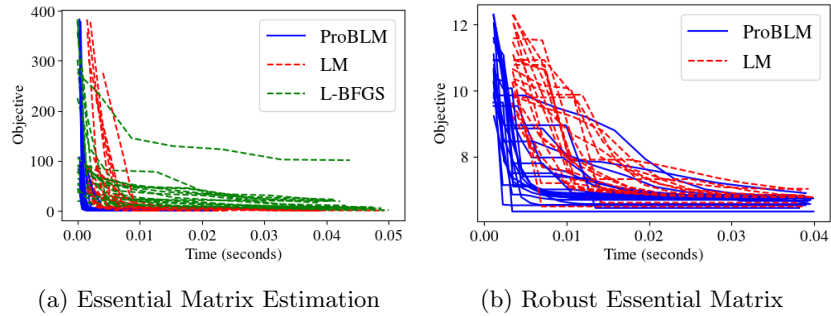 400
300
200
100
0
Objective
0.00
0.01
0.02
0.03
0.04
0.05
Time (seconds)
ProBLM
LM
L-BFGS
(a) Essential Matrix Estimation
12
10
8
Objective
0.00
0.01
0.02
0.03
0.04
Time (seconds)
ProBLM
LM
(b) Robust Essential Matrix